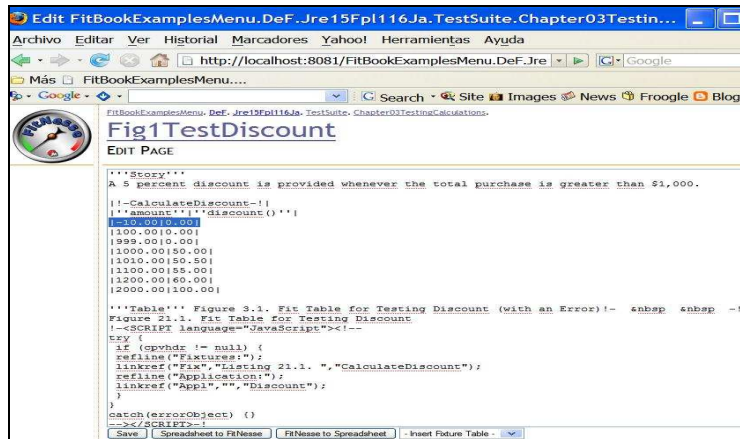 Edit FitBookExamplesMenu.DeF.Jre15Fpl116Ja.TestSuite.Chapter03Testin...
Archivo Editar Ver Historial Marcadores Yahoo! Herramientas Ayuda
http://localhost:8081/FitBookExamplesMenu.DeF.Jre Google
Más FitBookExamplesMenu....
Google Search Site Images News Froogle Blog
FitNesse
FitBookExamplesMenu. DeF. Jre15Fpl116Ja. TestSuite. Chapter03TestingCalculations.
Fig1TestDiscount
EDIT PAGE
'''Story'''
A 5 percent discount is provided whenever the total purchase is greater than $1,000.
|!-CalculateDiscount-!|
|''amount''|''discount()''|
|-10.00|0.00|
|100.00|0.00|
|999.00|0.00|
|1000.00|50.00|
|1010.00|50.50|
|1100.00|55.00|
|1200.00|60.00|
|2000.00|100.00|
'''Table''' Figure 3.1. Fit Table for Testing Discount (with an Error)!- &nbsp &nbsp -!
Figure 21.1. Fit Table for Testing Discount
!-<SCRIPT language="JavaScript"><!--
try {
if (cpvhdr != null) {
refline("Fixtures:");
linkref("Fix","Listing 21.1. ","CalculateDiscount");
refline("Application:");
linkref("Appl","","Discount");
}
}
catch(errorObject) {}
--></SCRIPT>-!
Save Spreadsheet to FitNesse FitNesse to Spreadsheet - Insert Fixture Table -